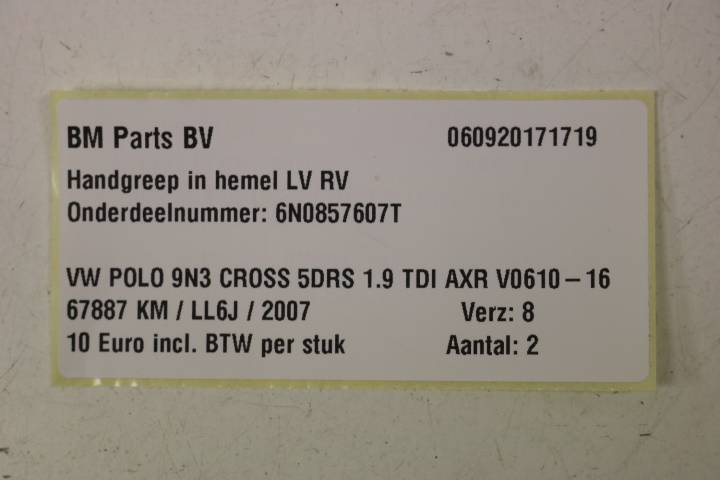 BM Parts BV 060920171719
Handgreep in hemel LV RV
Onderdeelnummer: 6N0857607T
VW POLO 9N3 CROSS 5DRS 1.9 TDI AXR V0610-16
67887 KM / LL6J / 2007 Verz: 8
10 Euro incl. BTW per stuk Aantal: 2